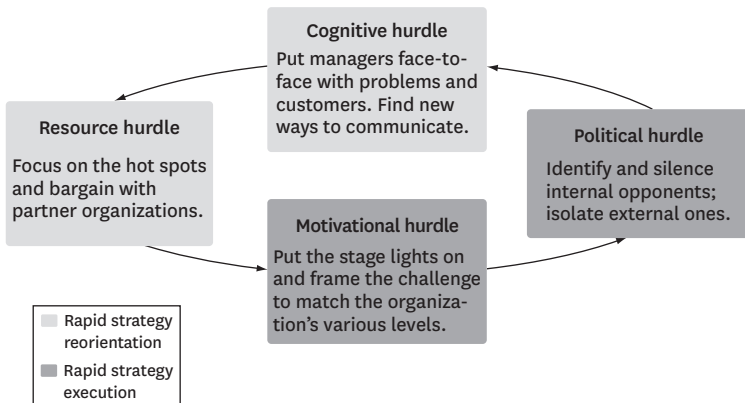 Cognitive hurdle
Put managers face-to-
face with problems and
customers. Find new
ways to communicate.
Resource hurdle
Focus on the hot spots
and bargain with
partner organizations.
Political hurdle
Identify and silence
internal opponents;
isolate external ones.
Motivational hurdle
Put the stage lights on
and frame the challenge
to match the organiza-
tion’s various levels.
Rapid strategy
reorientation
Rapid strategy
execution